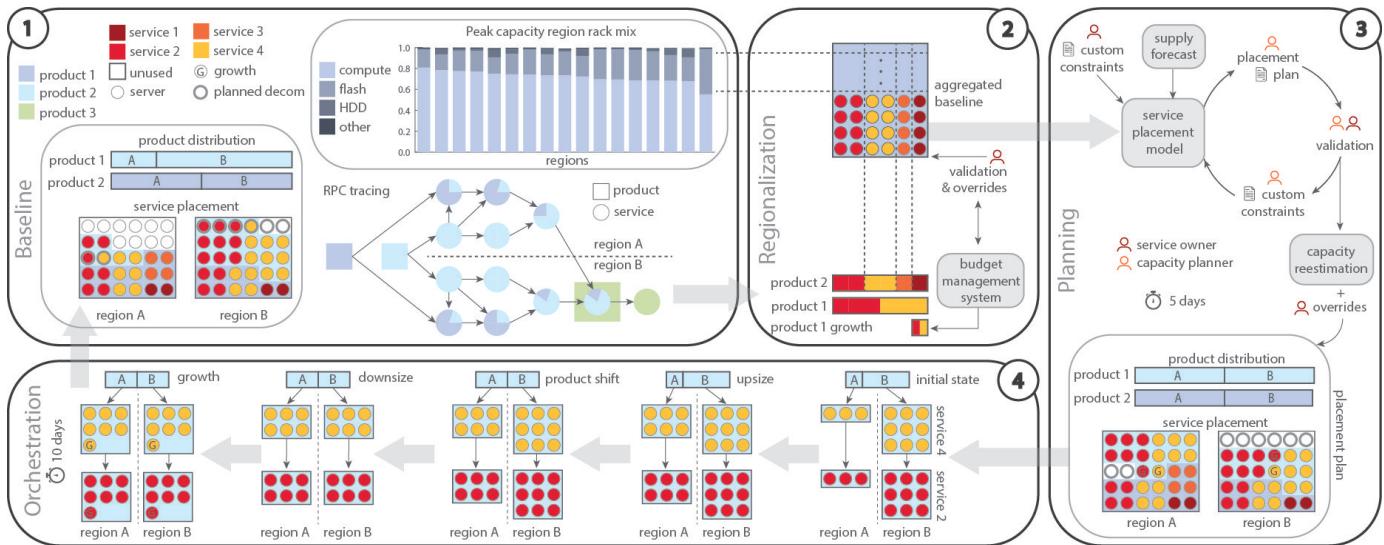 1
service 1
service 2
service 3
service 4
unused
G growth
server
planned decom
product 1
product 2
product 3
Baseline
product distribution
product 1 A B
product 2 A B
service placement
region A region B
Peak capacity region rack mix
compute
flash
HDD
other
1.0
0.8
0.6
0.4
0.2
0.0
regions
RPC tracing
product
service
region A
region B
2
Regionalization
aggregated
baseline
validation
& overrides
budget
management
system
product 2
product 1
product 1 growth
3
Planning
custom
constraints
supply
forecast
placement
plan
service
placement
model
validation
custom
constraints
service owner
capacity planner
5 days
capacity
reestimation
+
overrides
product distribution
product 1 A B
product 2 A B
service placement
G G
G G
region A region B
placement plan
4
Orchestration
10 days
A B growth
G G
G G
region A region B
A B downsize
region A region B
A B product shift
region A region B
A B upsize
region A region B
A B initial state
service 4
service 2
region A region B